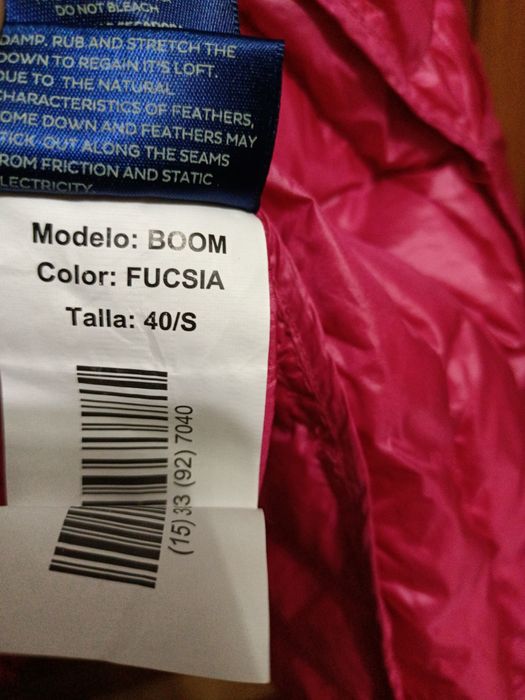 DO NOT BLEACH
DAMP. RUB AND STRETCH THE
DOWN TO REGAIN IT'S LOFT.
DUE TO THE NATURAL
CHARACTERISTICS OF FEATHERS,
SOME DOWN AND FEATHERS MAY
STICK OUT ALONG THE SEAMS
FROM FRICTION AND STATIC
ELECTRICITY
Modelo: BOOM
Color: FUCSIA
Talla: 40/S
(15) 33 (92) 7040